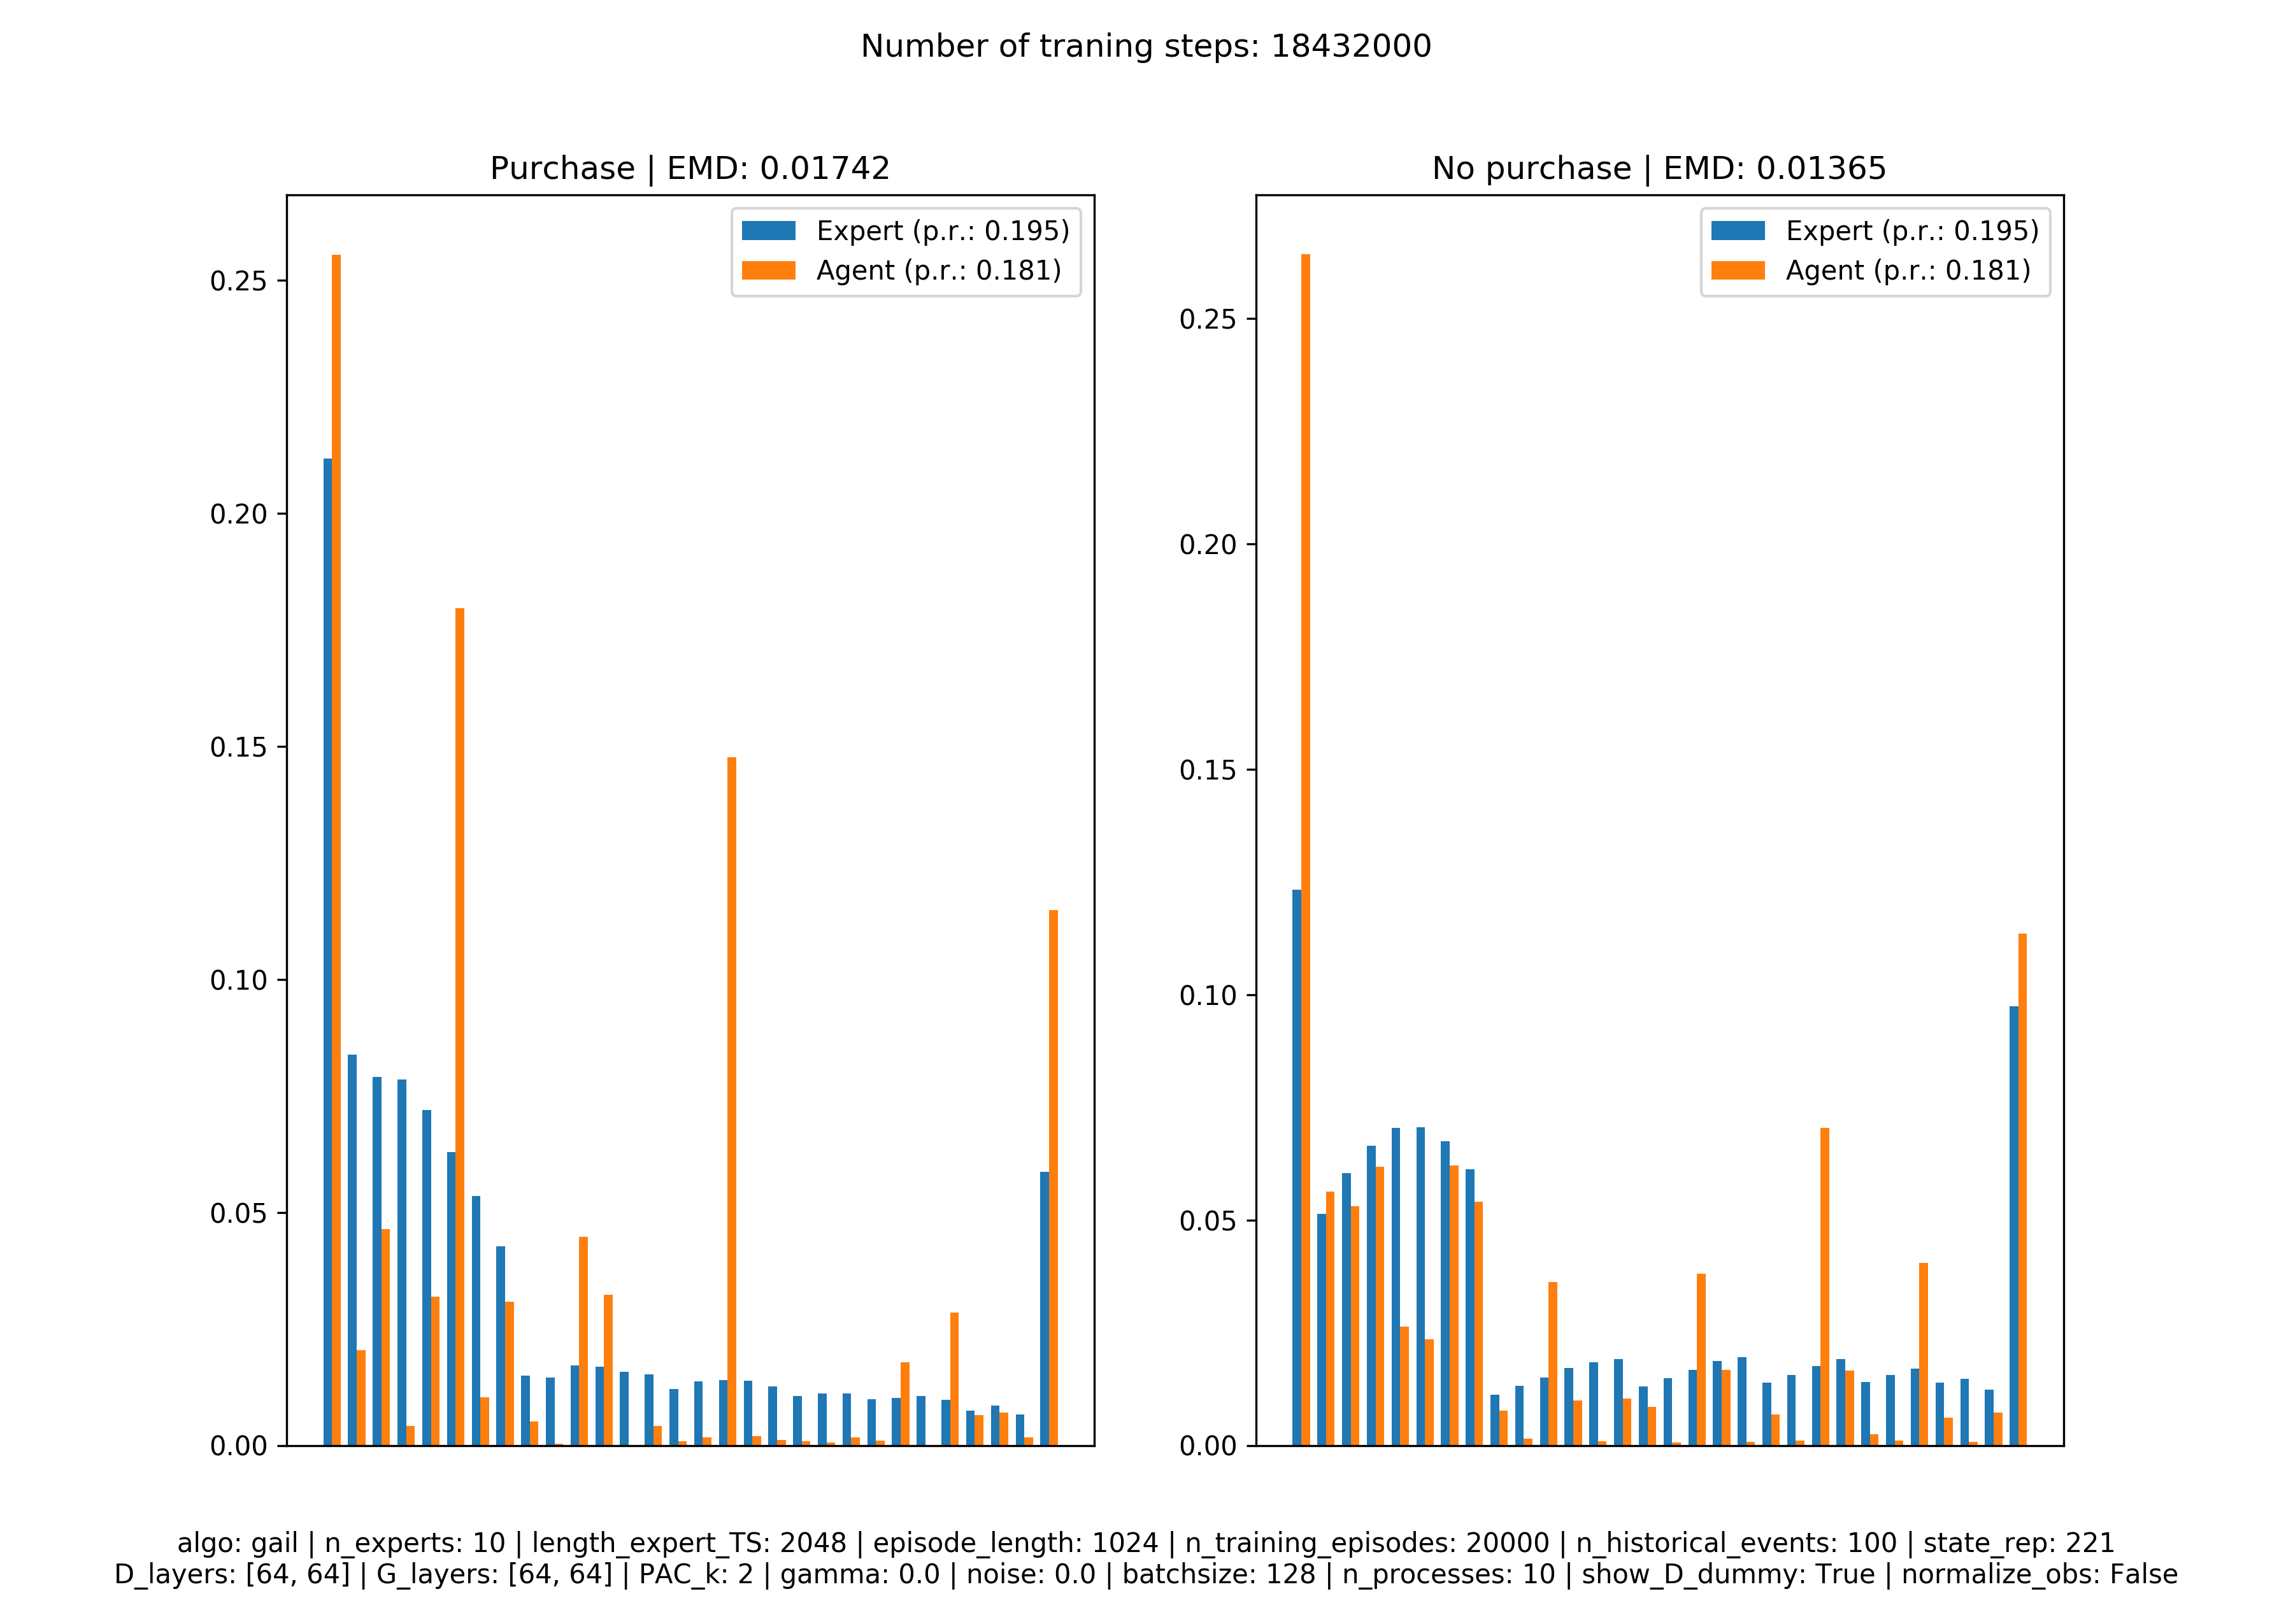 Number of traning steps: 18432000
Purchase | EMD: 0.01742
Expert (p.r.: 0.195)
Agent (p.r.: 0.181)
0.25
0.20
0.15
0.10
0.05
0.00
No purchase | EMD: 0.01365
Expert (p.r.: 0.195)
Agent (p.r.: 0.181)
0.25
0.20
0.15
0.10
0.05
0.00
algo: gail | n_experts: 10 | length_expert_TS: 2048 | episode_length: 1024 | n_training_episodes: 20000 | n_historical_events: 100 | state_rep: 221
D_layers: [64, 64] | G_layers: [64, 64] | PAC_k: 2 | gamma: 0.0 | noise: 0.0 | batchsize: 128 | n_processes: 10 | show_D_dummy: True | normalize_obs: False